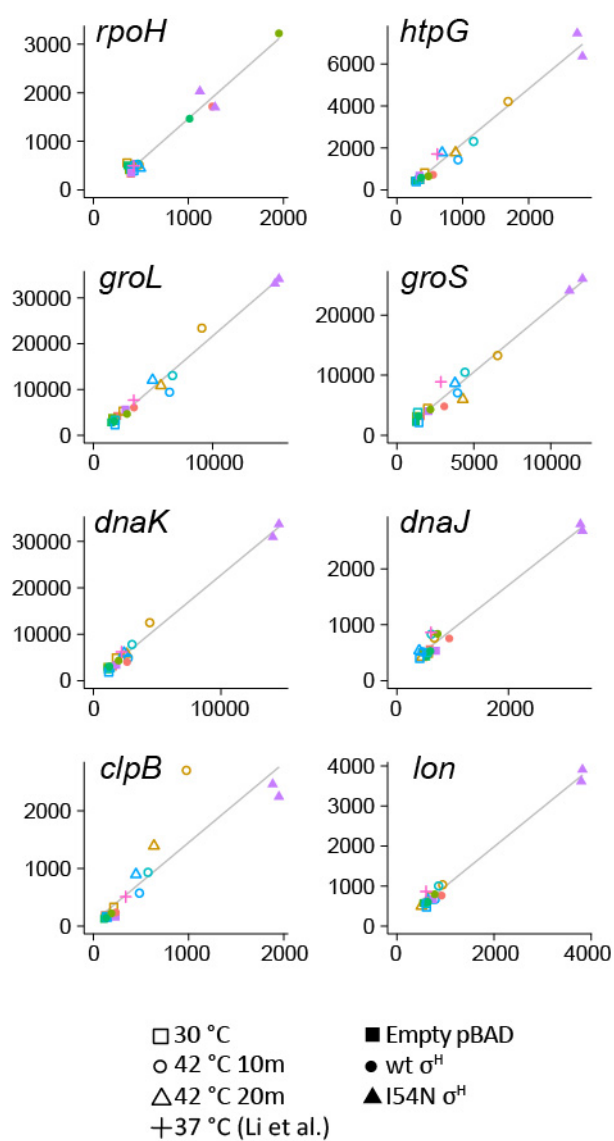 rpoH
3000
2000
1000
0
0 1000 2000
htpG
6000
4000
2000
0
0 1000 2000
groL
30000
20000
10000
0
0 10000
groS
20000
10000
0
0 5000 10000
dnaK
30000
20000
10000
0
0 10000
dnaJ
2000
1000
0
0 2000
clpB
2000
1000
0
0 1000 2000
lon
4000
3000
2000
1000
0
0 2000 4000
30 °C
42 °C 10m
42 °C 20m
37 °C (Li et al.)
Empty pBAD
wt σᴴ
I54N σᴴ